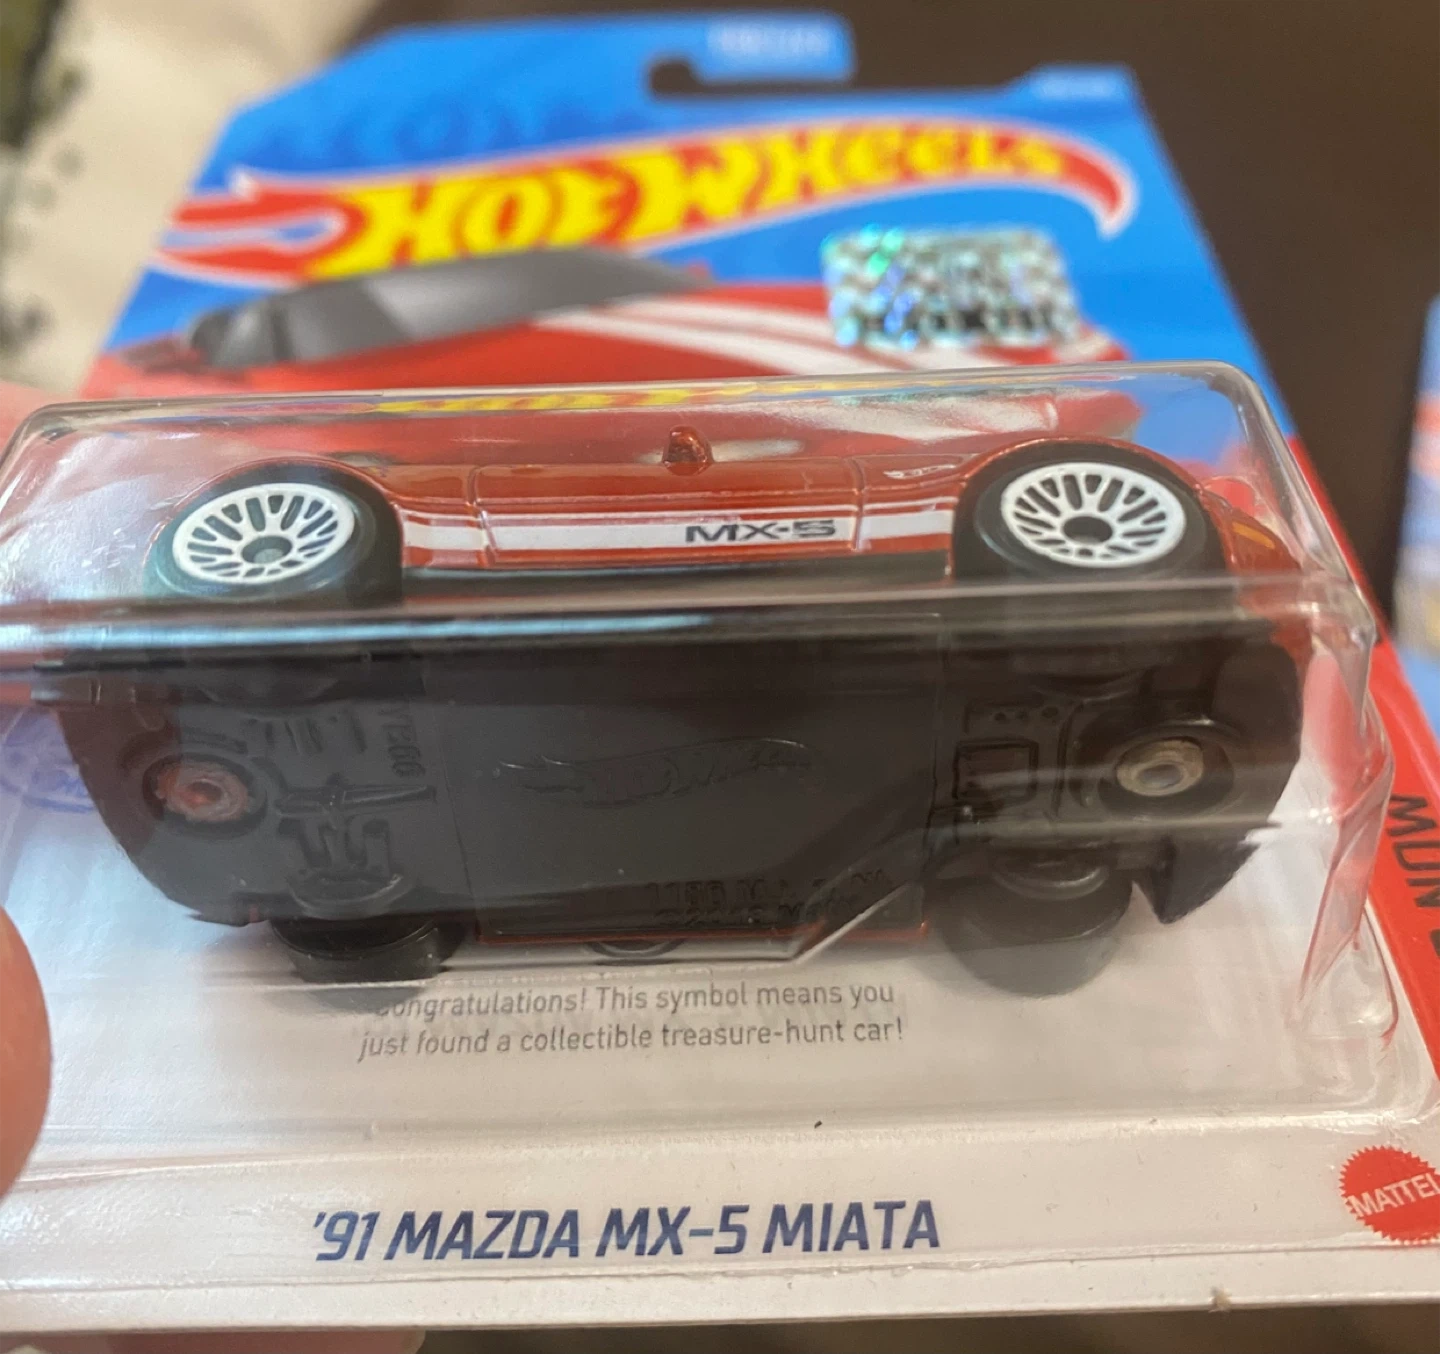 HOT WHEELS
MX-5
Congratulations! This symbol means you
just found a collectible treasure-hunt car!
'91 MAZDA MX-5 MIATA
MATTEL